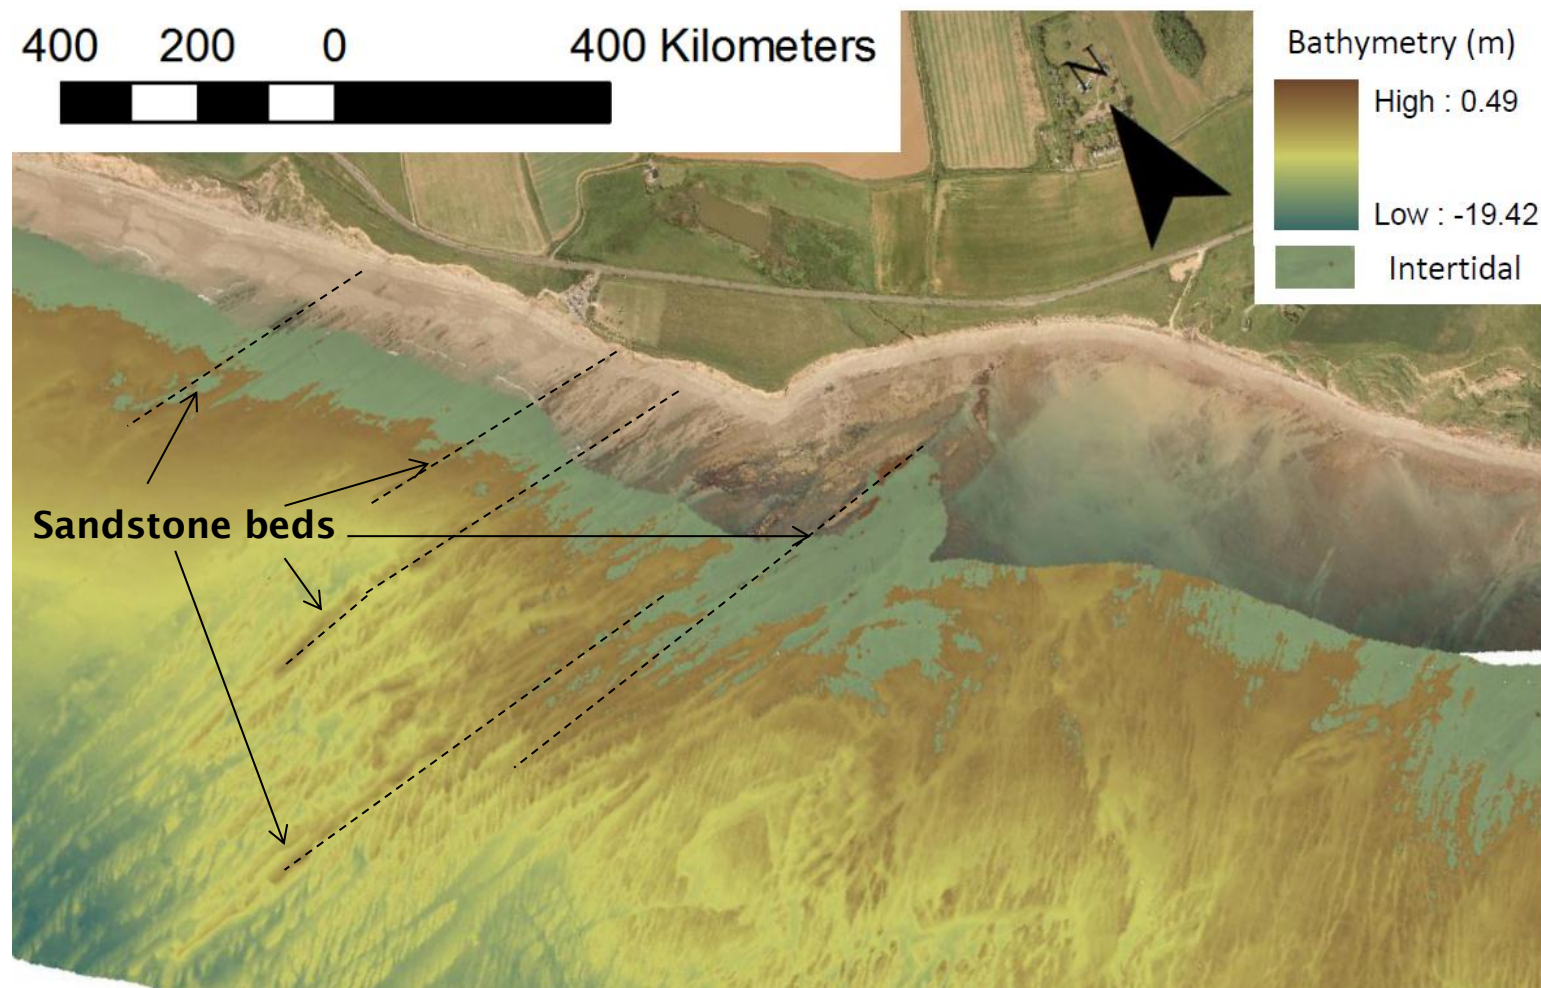 400 200 0 400 Kilometers
N
Bathymetry (m)
High : 0.49
Low : -19.42
Intertidal
Sandstone beds